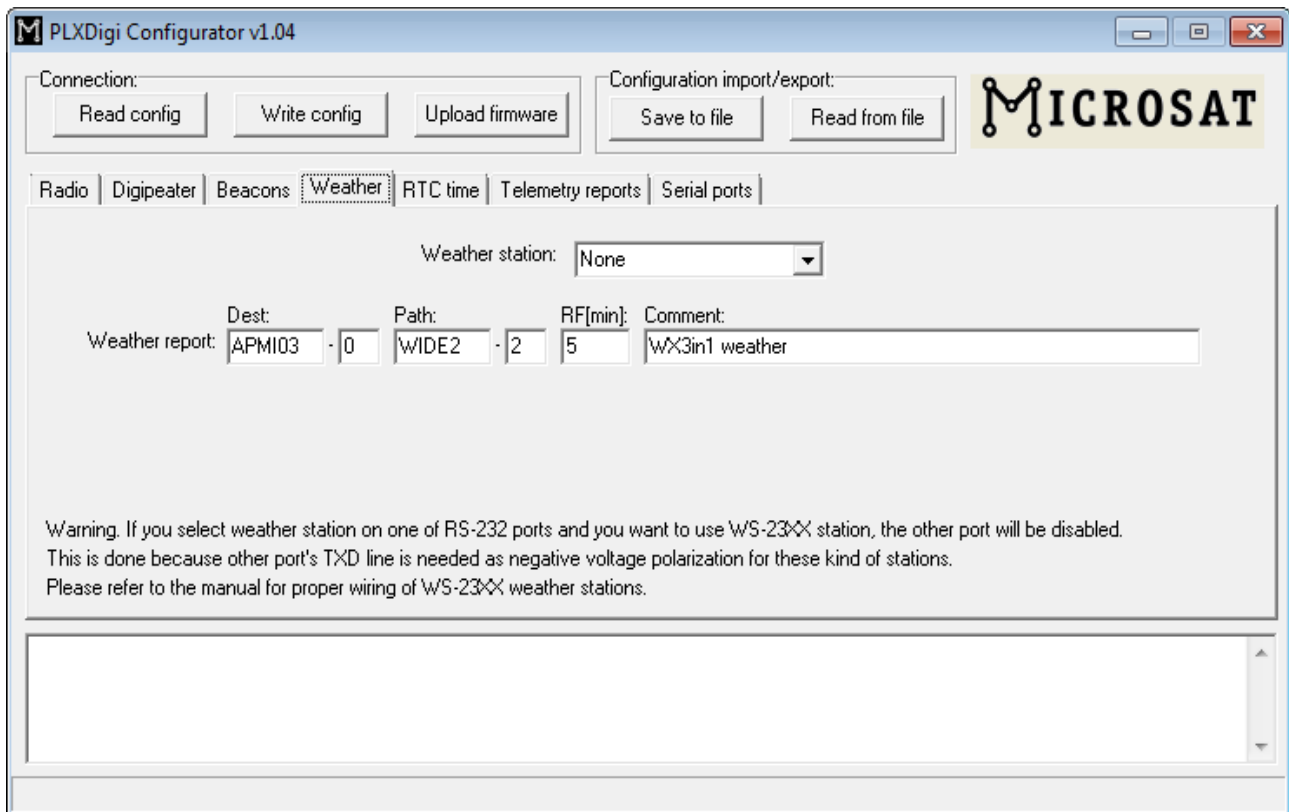 PLXDigi Configurator v1.04
Connection:
Read config Write config Upload firmware
Configuration import/export:
Save to file Read from file
MICROSAT
Radio Digipeater Beacons Weather RTC time Telemetry reports Serial ports
Weather station: None
Dest: Path: RF[min]: Comment:
Weather report: APMI03 - 0 WIDE2 - 2 5 WX3in1 weather
Warning. If you select weather station on one of RS-232 ports and you want to use WS-23XX station, the other port will be disabled.
This is done because other port's TXD line is needed as negative voltage polarization for these kind of stations.
Please refer to the manual for proper wiring of WS-23XX weather stations.